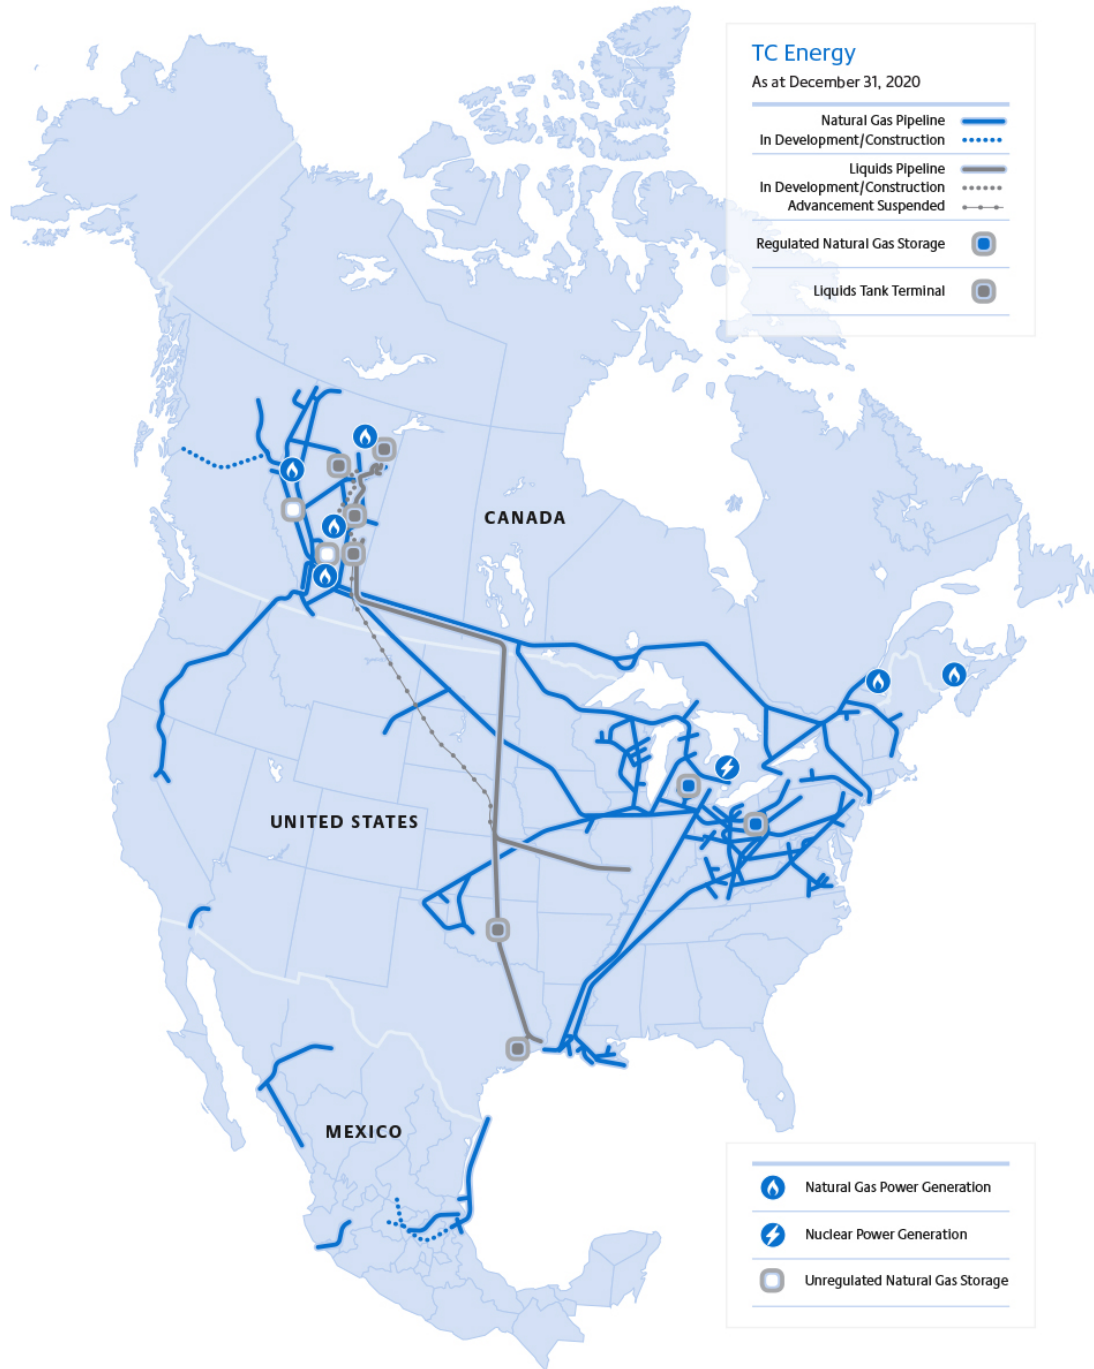 TC Energy
As at December 31, 2020
Natural Gas Pipeline
In Development/Construction
Liquids Pipeline
In Development/Construction
Advancement Suspended
Regulated Natural Gas Storage
Liquids Tank Terminal
CANADA
UNITED STATES
MEXICO
Natural Gas Power Generation
Nuclear Power Generation
Unregulated Natural Gas Storage